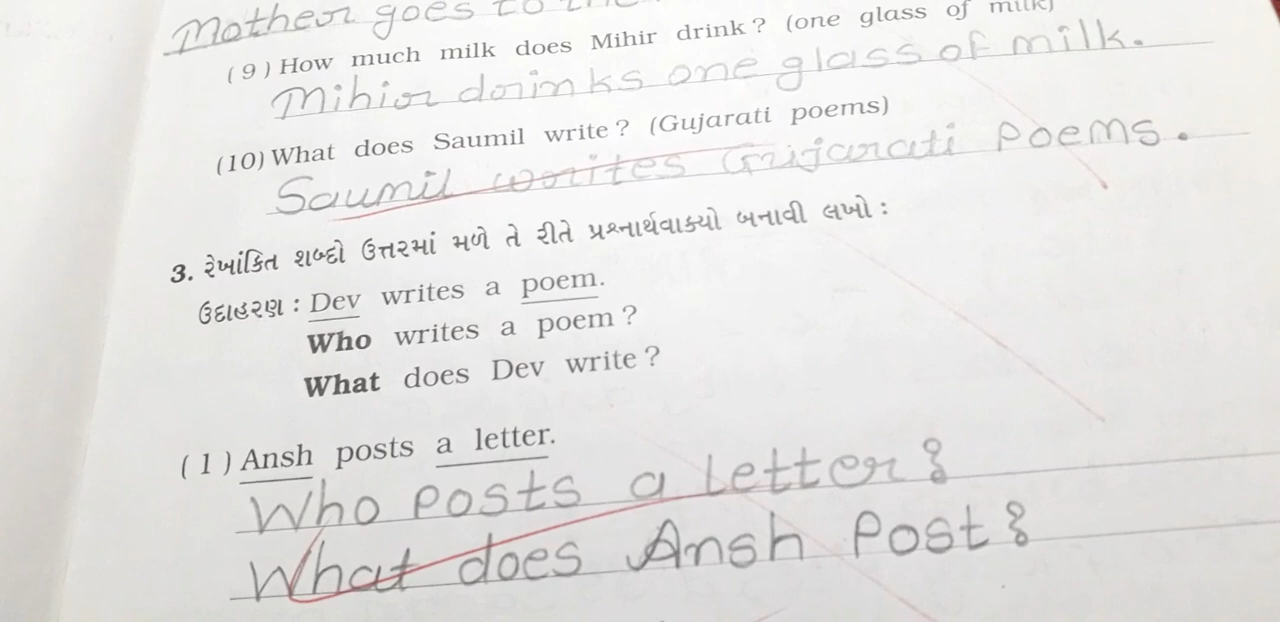 Mother goes to the
(9) How much milk does Mihir drink? (one glass of milk)
Mihir drinks one glass of milk.
(10) What does Saumil write? (Gujarati poems)
Saumil writes Gujarati Poems.
3. રેખાંકિત શબ્દો ઉત્તરમાં મળે તે રીતે પ્રશ્નાર્થવાક્યો બનાવી લખો :
ઉદાહરણ : Dev writes a poem.
Who writes a poem?
What does Dev write?
(1) Ansh posts a letter.
Who posts a letter?
What does Ansh Post?